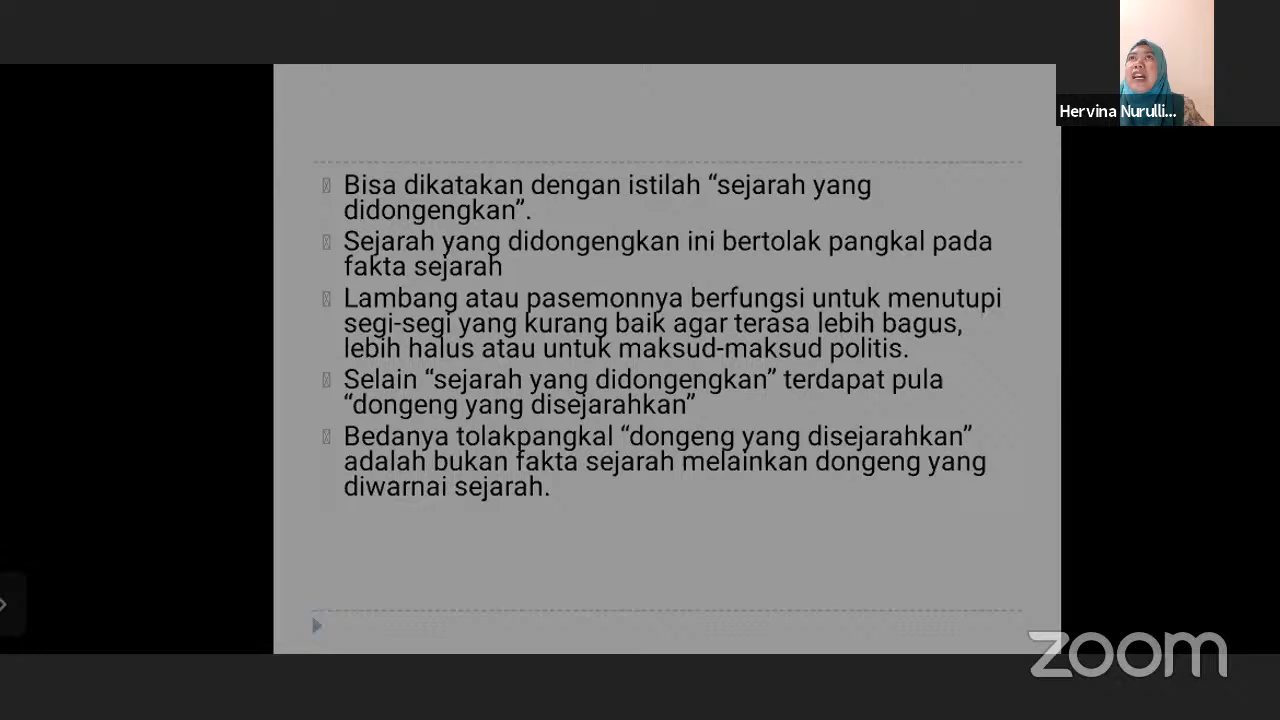 Hervina Nurulli...
Bisa dikatakan dengan istilah “sejarah yang
didongengkan”.
Sejarah yang didongengkan ini bertolak pangkal pada
fakta sejarah
Lambang atau pasemonnya berfungsi untuk menutupi
segi-segi yang kurang baik agar terasa lebih bagus,
lebih halus atau untuk maksud-maksud politis.
Selain “sejarah yang didongengkan” terdapat pula
“dongeng yang disejarahkan”
Bedanya tolakpangkal “dongeng yang disejarahkan”
adalah bukan fakta sejarah melainkan dongeng yang
diwarnai sejarah.
zoom